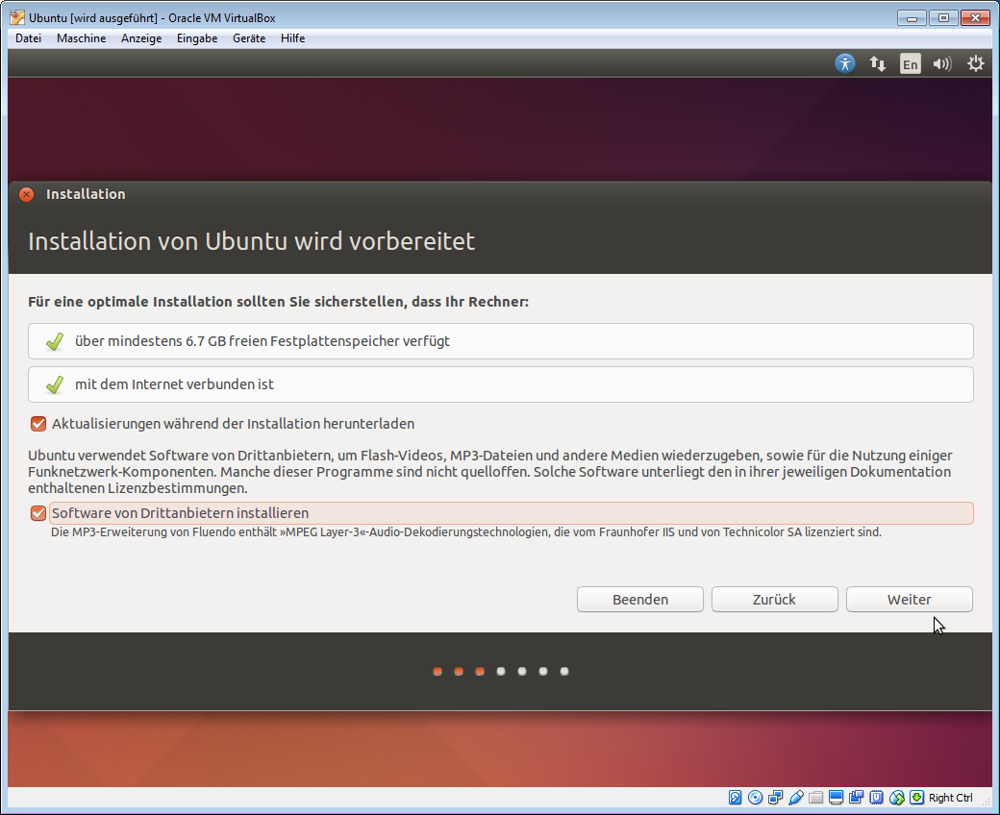 Ubuntu [wird ausgeführt] - Oracle VM VirtualBox
Datei Maschine Anzeige Eingabe Geräte Hilfe
En
Installation
Installation von Ubuntu wird vorbereitet
Für eine optimale Installation sollten Sie sicherstellen, dass Ihr Rechner:
über mindestens 6.7 GB freien Festplattenspeicher verfügt
mit dem Internet verbunden ist
Aktualisierungen während der Installation herunterladen
Ubuntu verwendet Software von Drittanbietern, um Flash-Videos, MP3-Dateien und andere Medien wiederzugeben, sowie für die Nutzung einiger
Funknetzwerk-Komponenten. Manche dieser Programme sind nicht quelloffen. Solche Software unterliegt den in ihrer jeweiligen Dokumentation
enthaltenen Lizenzbestimmungen.
Software von Drittanbietern installieren
Die MP3-Erweiterung von Fluendo enthält »MPEG Layer-3«-Audio-Dekodierungstechnologien, die vom Fraunhofer IIS und von Technicolor SA lizenziert sind.
Beenden Zurück Weiter
Right Ctrl